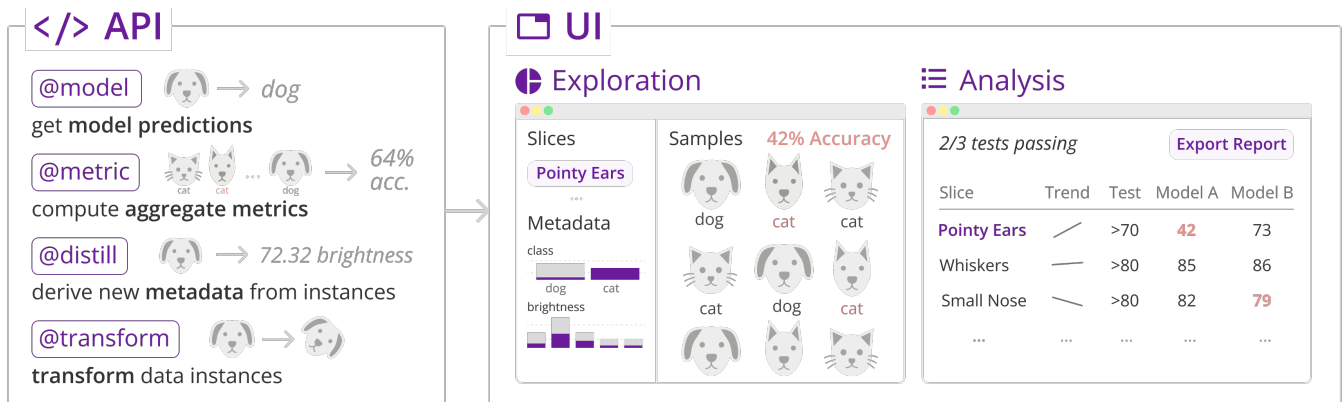 </> API
@model
dog
get model predictions
@metric
cat
cat
...
dog
64%
acc.
compute aggregate metrics
@distill
72.32 brightness
derive new metadata from instances
@transform
transform data instances
UI
Exploration
Slices
Pointy Ears
...
Metadata
class
dog
cat
brightness
Samples
42% Accuracy
dog
cat
cat
cat
dog
cat
Analysis
2/3 tests passing
Export Report
Slice Trend Test Model A Model B
Pointy Ears >70 42 73
Whiskers >80 85 86
Small Nose >80 82 79
... ... ... ... ...